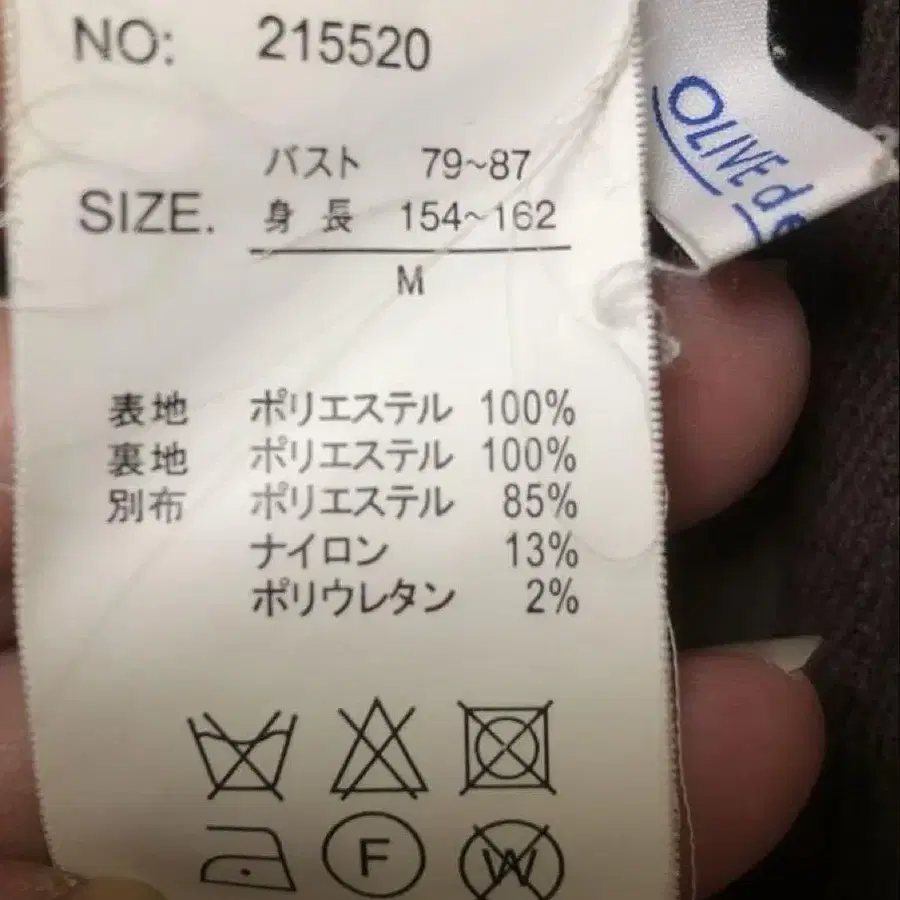 NO: 215520
バスト 79~87
SIZE. 身長 154~162
M
表地 ポリエステル 100%
裏地 ポリエステル 100%
別布 ポリエステル 85%
ナイロン 13%
ポリウレタン 2%
F
W
OLIVE de